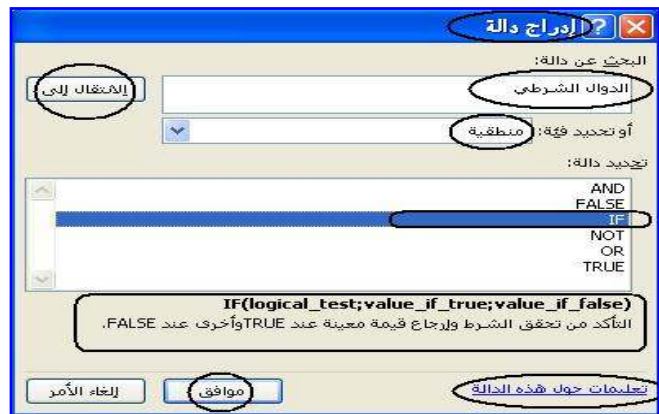 إدراج دالة
البحث عن دالة:
الدوال الشرطي
الانتقال إلى
أو تحديد فئة: منطقية
تحديد دالة:
AND
FALSE
IF
NOT
OR
TRUE
IF(logical_test;value_if_true;value_if_false)
التأكد من تحقق الشرط وإرجاع قيمة معينة عند TRUE وأخرى عند FALSE.
تعليمات حول هذه الدالة
موافق
إلغاء الأمر